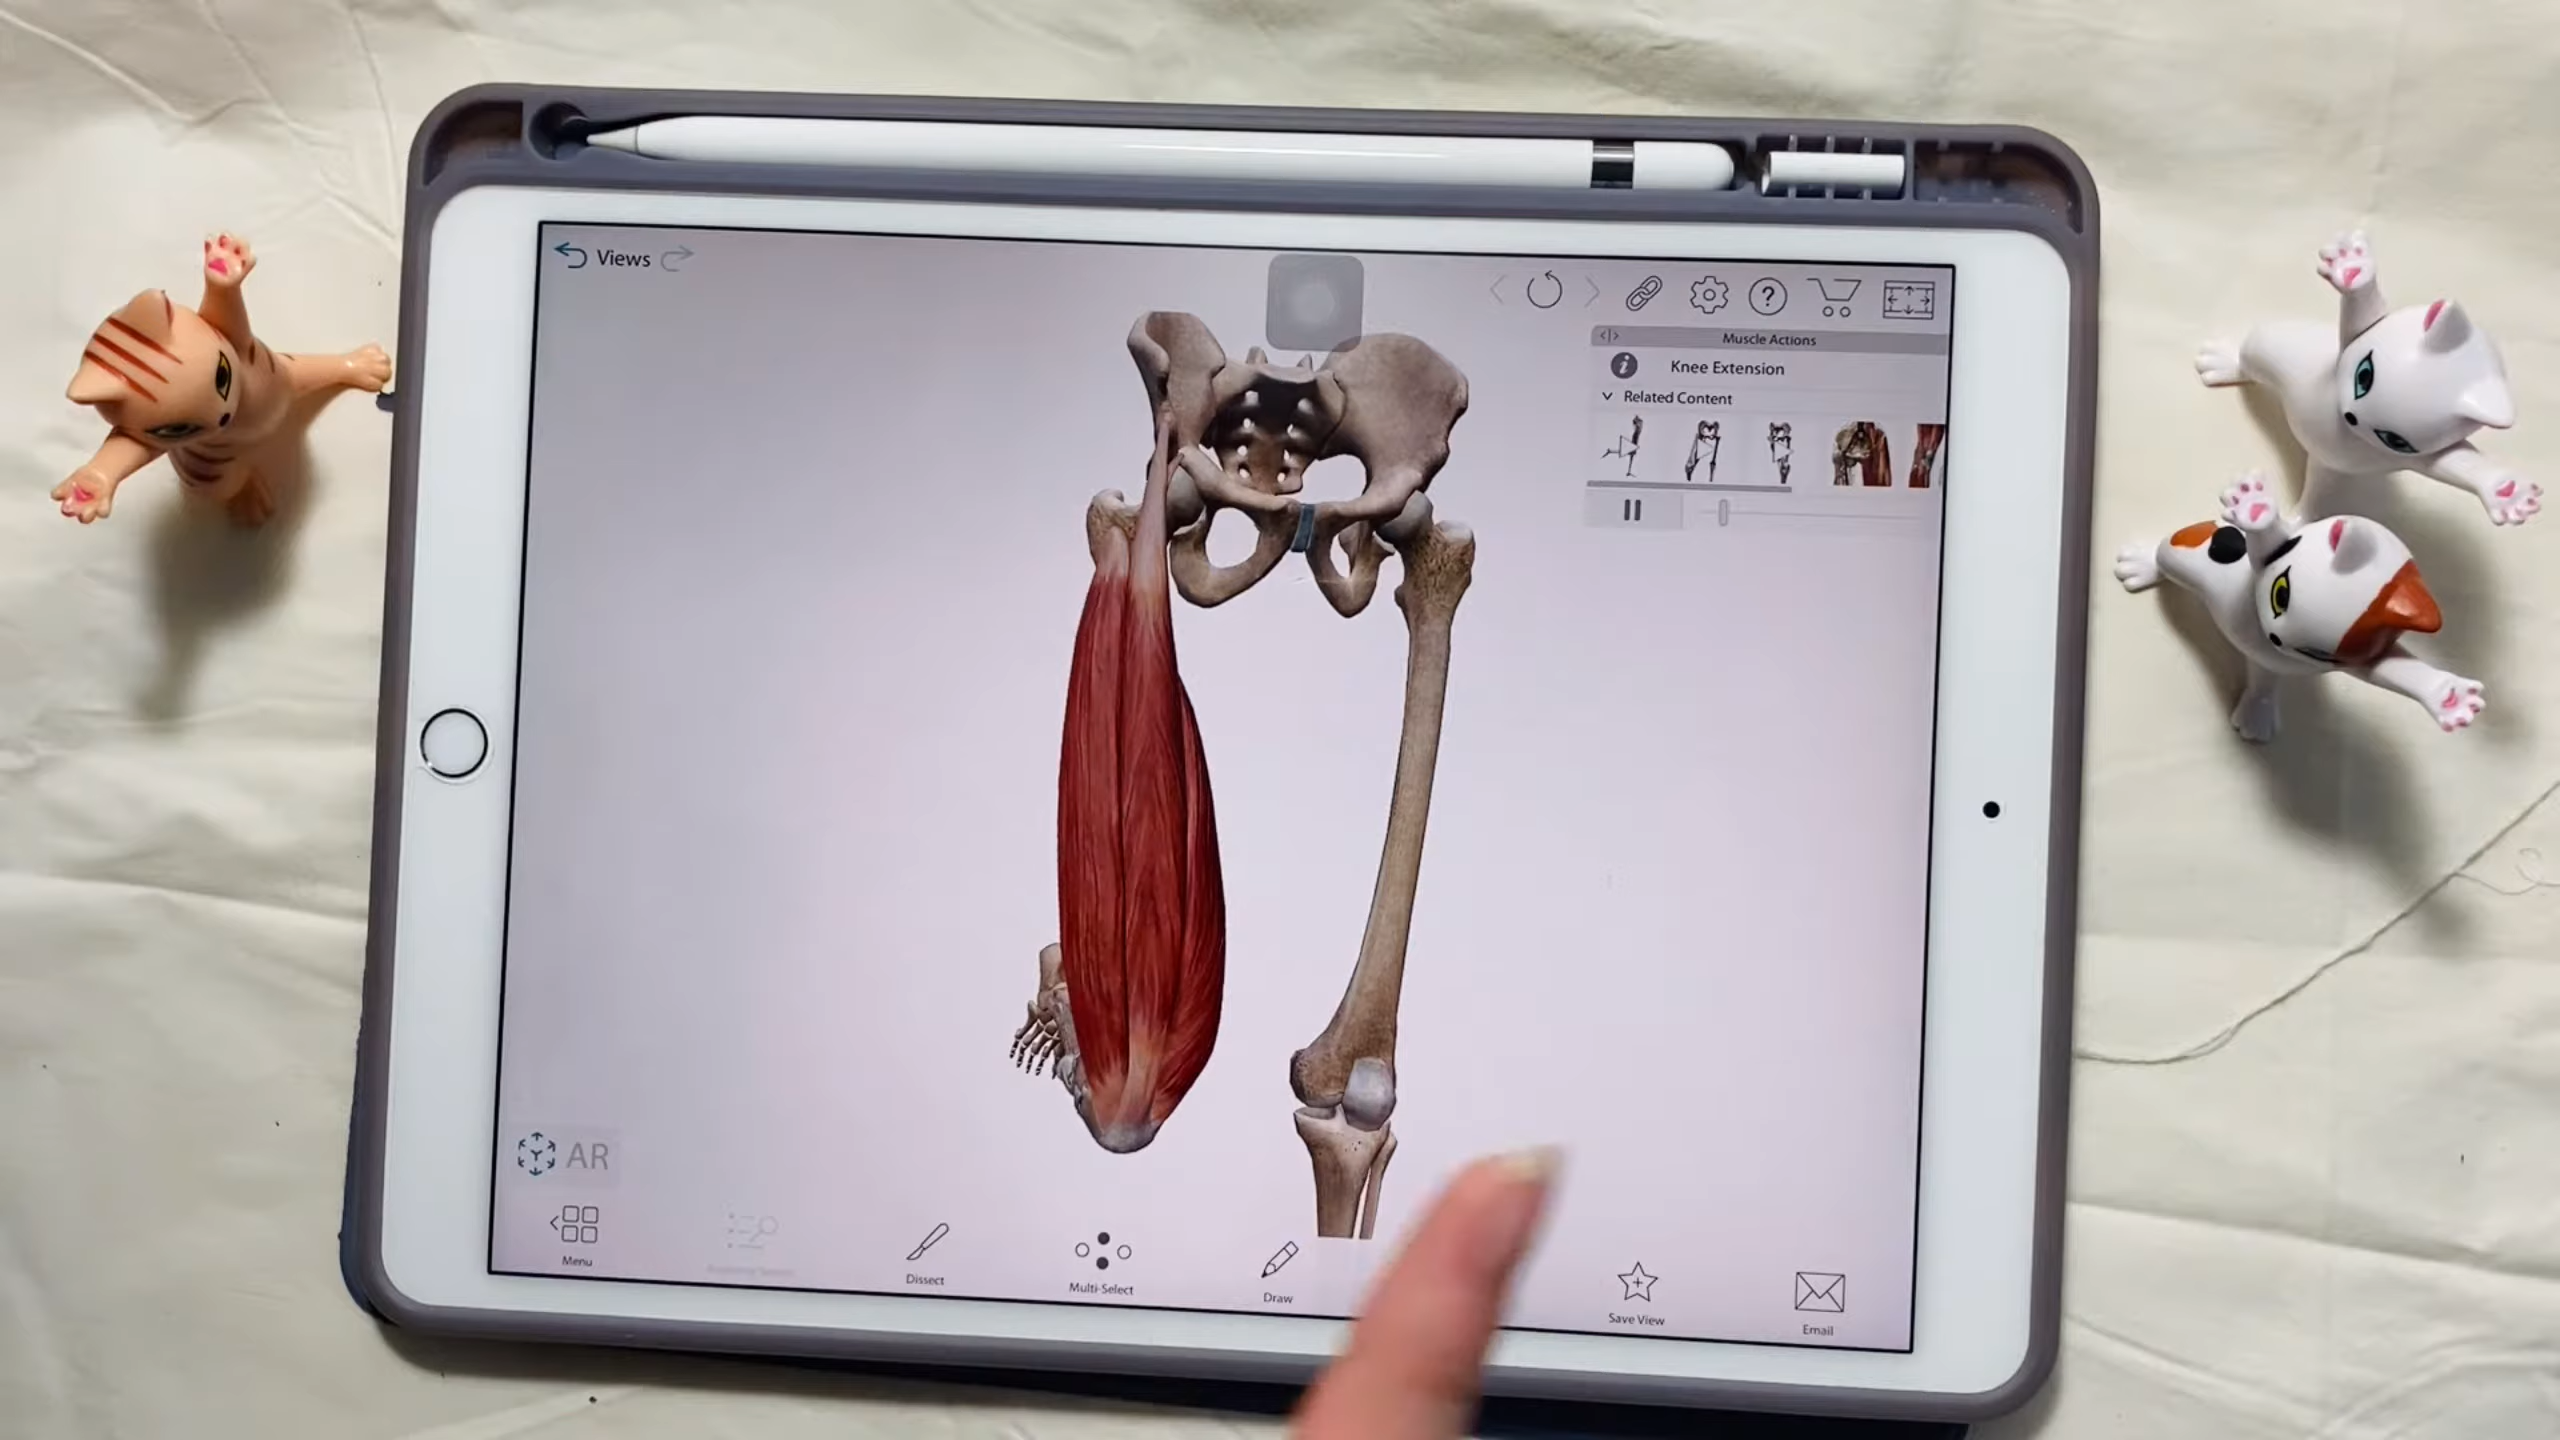 Views
Muscle Actions
Knee Extension
Related Content
AR
Menu
Dissect
Multi-Select
Draw
Save View
Email